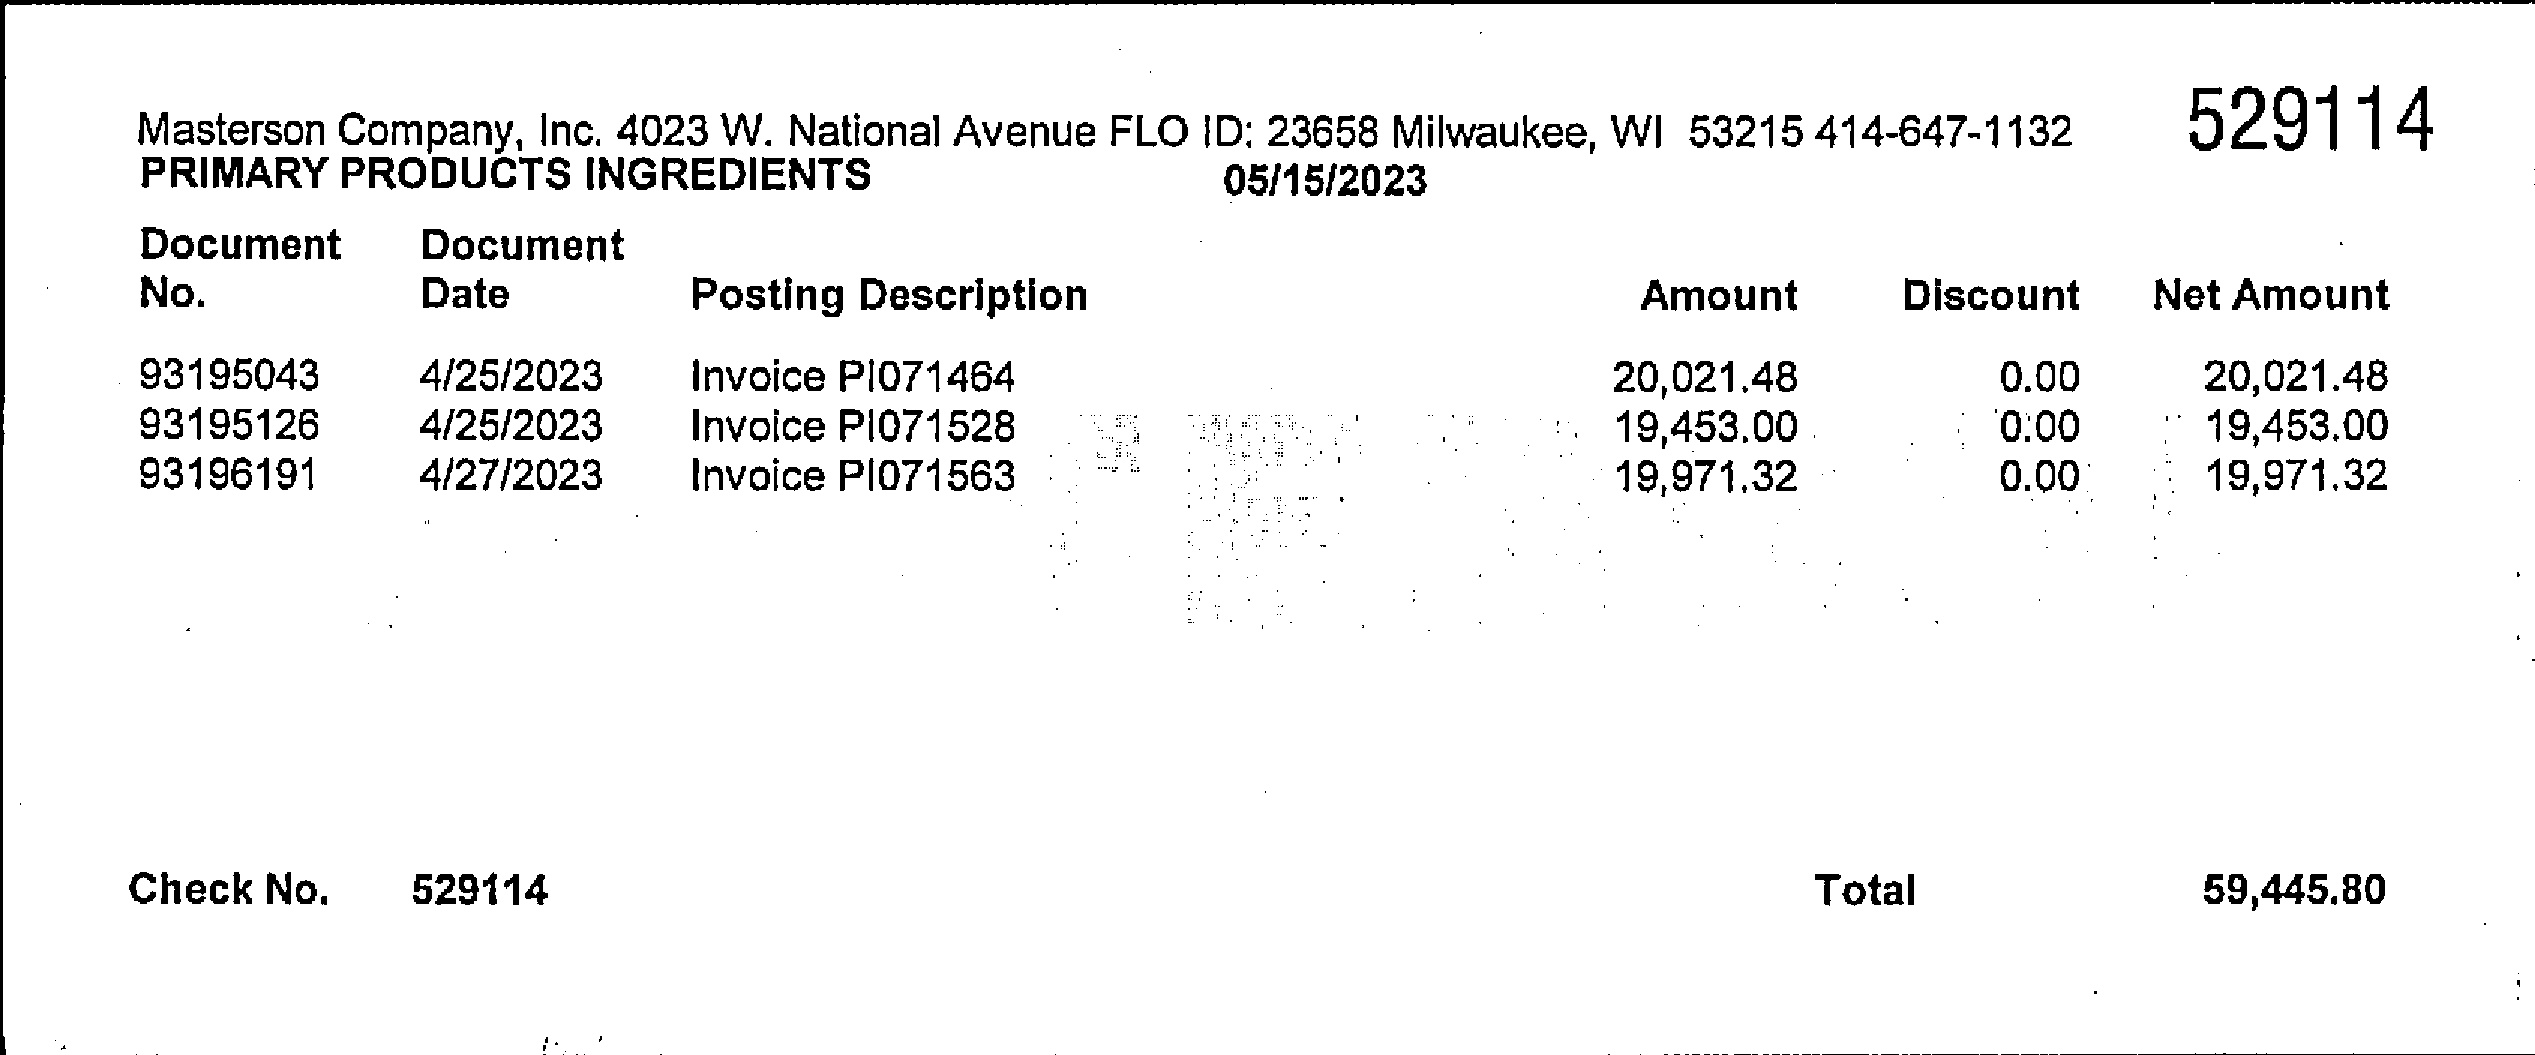 529114
Masterson Company, Inc. 4023 W. National Avenue FLO ID: 23658 Milwaukee, WI 53215 414-647-1132
PRIMARY PRODUCTS INGREDIENTS 05/15/2023
Document Document
No. Date Posting Description Amount Discount Net Amount
93195043 4/25/2023 Invoice PI071464 20,021.48 0.00 20,021.48
93195126 4/25/2023 Invoice PI071528 19,453.00 0.00 19,453.00
93196191 4/27/2023 Invoice PI071563 19,971.32 0.00 19,971.32
Check No. 529114 Total 59,445.80